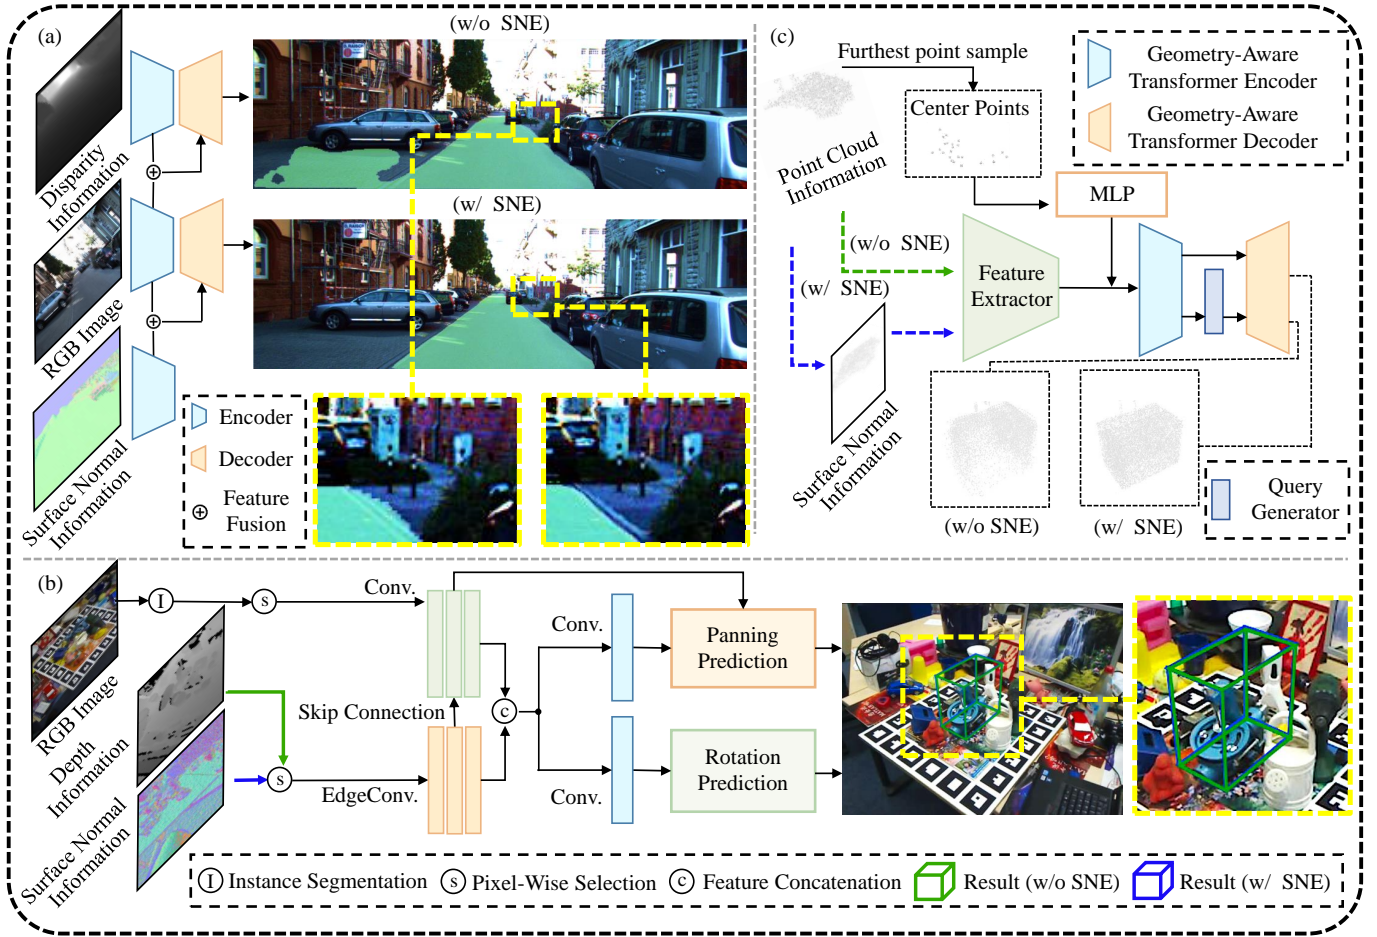 (a)
(w/o SNE)
Disparity
Information
RGB Image
(w/ SNE)
Surface Normal
Information
Encoder
Decoder
Feature
Fusion
(c)
Furthest point sample
Center Points
Point Cloud
Information
MLP
Geometry-Aware
Transformer Encoder
Geometry-Aware
Transformer Decoder
(w/o SNE)
(w/ SNE)
Feature
Extractor
Surface Normal
Information
(w/o SNE)
(w/ SNE)
Query
Generator
(b)
RGB Image
I
s
Conv.
Depth
Information
Surface Normal
Information
s
Skip Connection
EdgeConv.
c
Conv.
Conv.
Panning
Prediction
Rotation
Prediction
I Instance Segmentation
s Pixel-Wise Selection
c Feature Concatenation
Result (w/o SNE)
Result (w/ SNE)